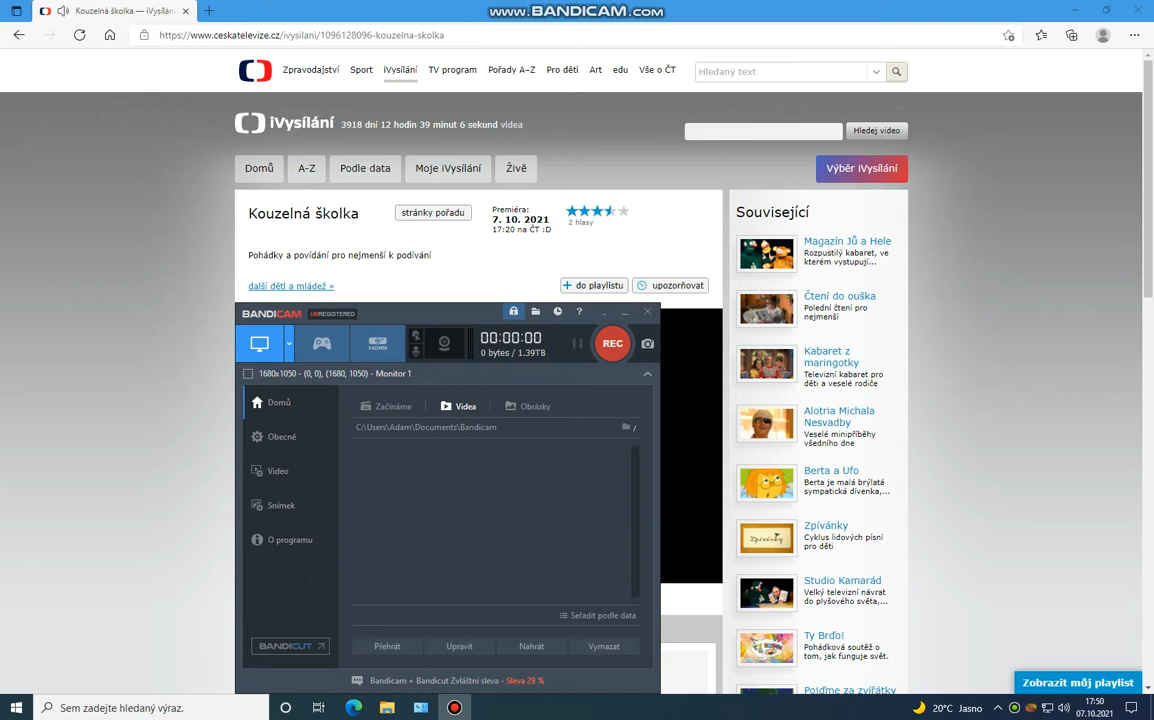 Kouzelná školka — iVysílání
www.BANDICAM.com
https://www.ceskatelevize.cz/ivysilani/1096128096-kouzelna-skolka
Zpravodajství Sport iVysílání TV program Pořady A–Z Pro děti Art edu Vše o ČT
Hledaný text
iVysílání 3918 dní 12 hodin 39 minut 6 sekund videa
Hledej video
Domů A-Z Podle data Moje iVysílání Živě
Výběr iVysílání
Kouzelná školka
stránky pořadu
Premiéra:
7. 10. 2021
17:20 na ČT :D
2 hlasy
Pohádky a povídání pro nejmenší k podívání
další děti a mládež »
do playlistu
upozorňovat
BANDICAM UNREGISTERED
HDMI
00:00:00
0 bytes / 1.39TB
REC
1680x1050 - (0, 0), (1680, 1050) - Monitor 1
Domů
Obecné
Video
Snímek
O programu
BANDICUT
Začínáme
Videa
Obrázky
C:\Users\Adam\Documents\Bandicam
Seřadit podle data
Přehrát Upravit Nahrát Vymazat
Bandicam + Bandicut Zvláštní sleva - Sleva 29 %
Související
Magazín Jů a Hele
Rozpustilý kabaret, ve
kterém vystupují...
Čtení do ouška
Polední čtení pro
nejmenší
Kabaret z
maringotky
Televizní kabaret pro
děti a veselé rodiče
Alotria Michala
Nesvadby
Veselé minipříběhy
všedního dne
Berta a Ufo
Berta je malá brýlatá
sympatická dívenka,...
Zpívánky
Zpívánky
Cyklus lidových písní
pro děti
Studio Kamarád
Velký televizní návrat
do plyšového světa,...
Ty Brďo!
Pohádková soutěž o
tom, jak funguje svět.
Pojďme za zvířátky
Zobrazit můj playlist
Sem zadejte hledaný výraz.
20°C Jasno
17:50
07.10.2021